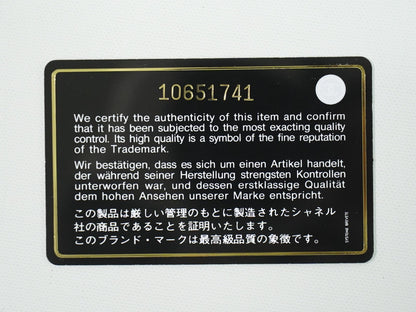 10651741
We certify the authenticity of this item and confirm
that it has been subjected to the most exacting quality
control. Its high quality is a symbol of the fine reputation
of the Trademark.
Wir bestätigen, dass es sich um einen Artikel handelt,
der während seiner Herstellung strengsten Kontrollen
unterworfen war, und dessen erstklassige Qualität
dem hohen Ansehen unserer Marke entspricht.
この製品は厳しい管理のもとに製造されたシャネル
社の商品であることを証明いたします。
このブランド・マークは最高級品質の象徴です。